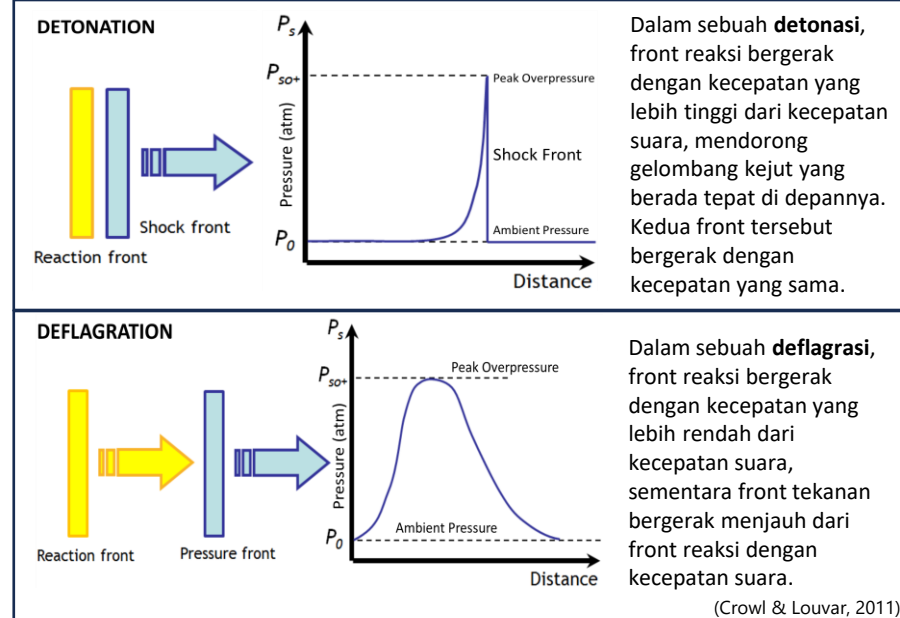 DETONATION
Reaction front
Shock front
Pₛ
Pₛₒ₊
P₀
Pressure (atm)
Peak Overpressure
Shock Front
Ambient Pressure
Distance
Dalam sebuah detonasi,
front reaksi bergerak
dengan kecepatan yang
lebih tinggi dari kecepatan
suara, mendorong
gelombang kejut yang
berada tepat di depannya.
Kedua front tersebut
bergerak dengan
kecepatan yang sama.
DEFLAGRATION
Reaction front
Pressure front
Pₛ
Pₛₒ₊
P₀
Pressure (atm)
Peak Overpressure
Ambient Pressure
Distance
Dalam sebuah deflagrasi,
front reaksi bergerak
dengan kecepatan yang
lebih rendah dari
kecepatan suara,
sementara front tekanan
bergerak menjauh dari
front reaksi dengan
kecepatan suara.
(Crowl & Louvar, 2011)